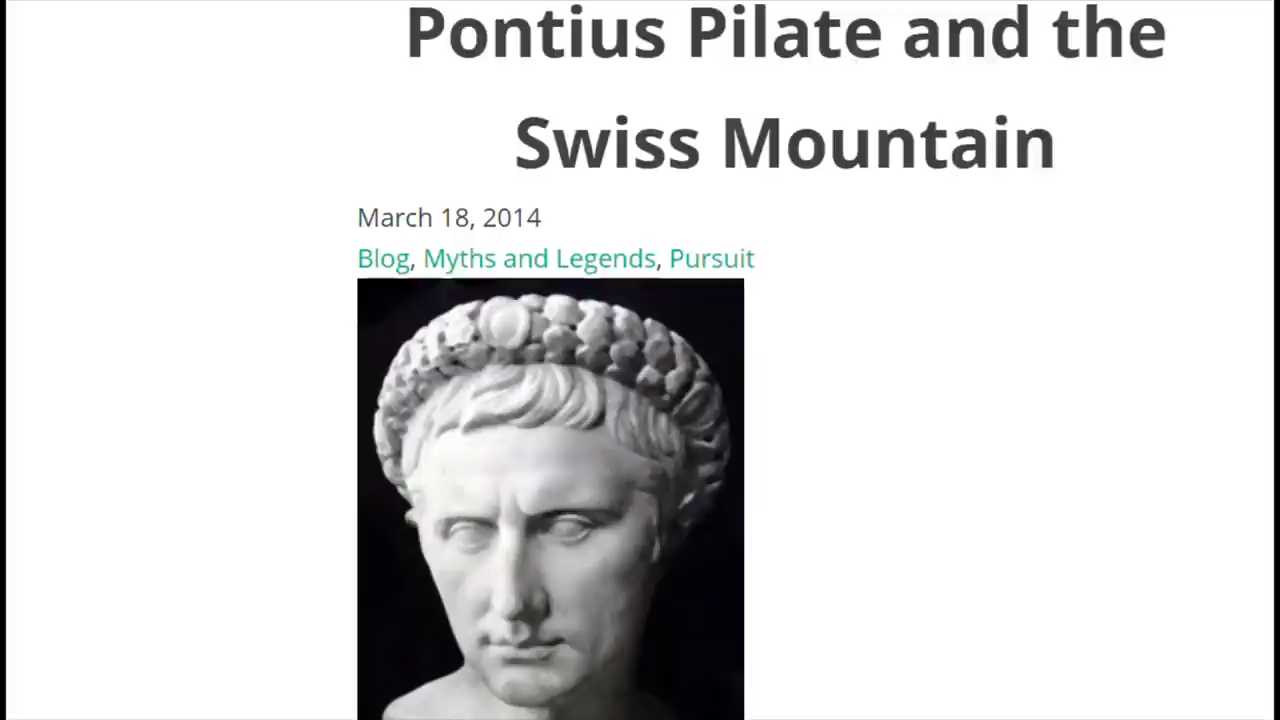 Pontius Pilate and the
Swiss Mountain
March 18, 2014
Blog, Myths and Legends, Pursuit